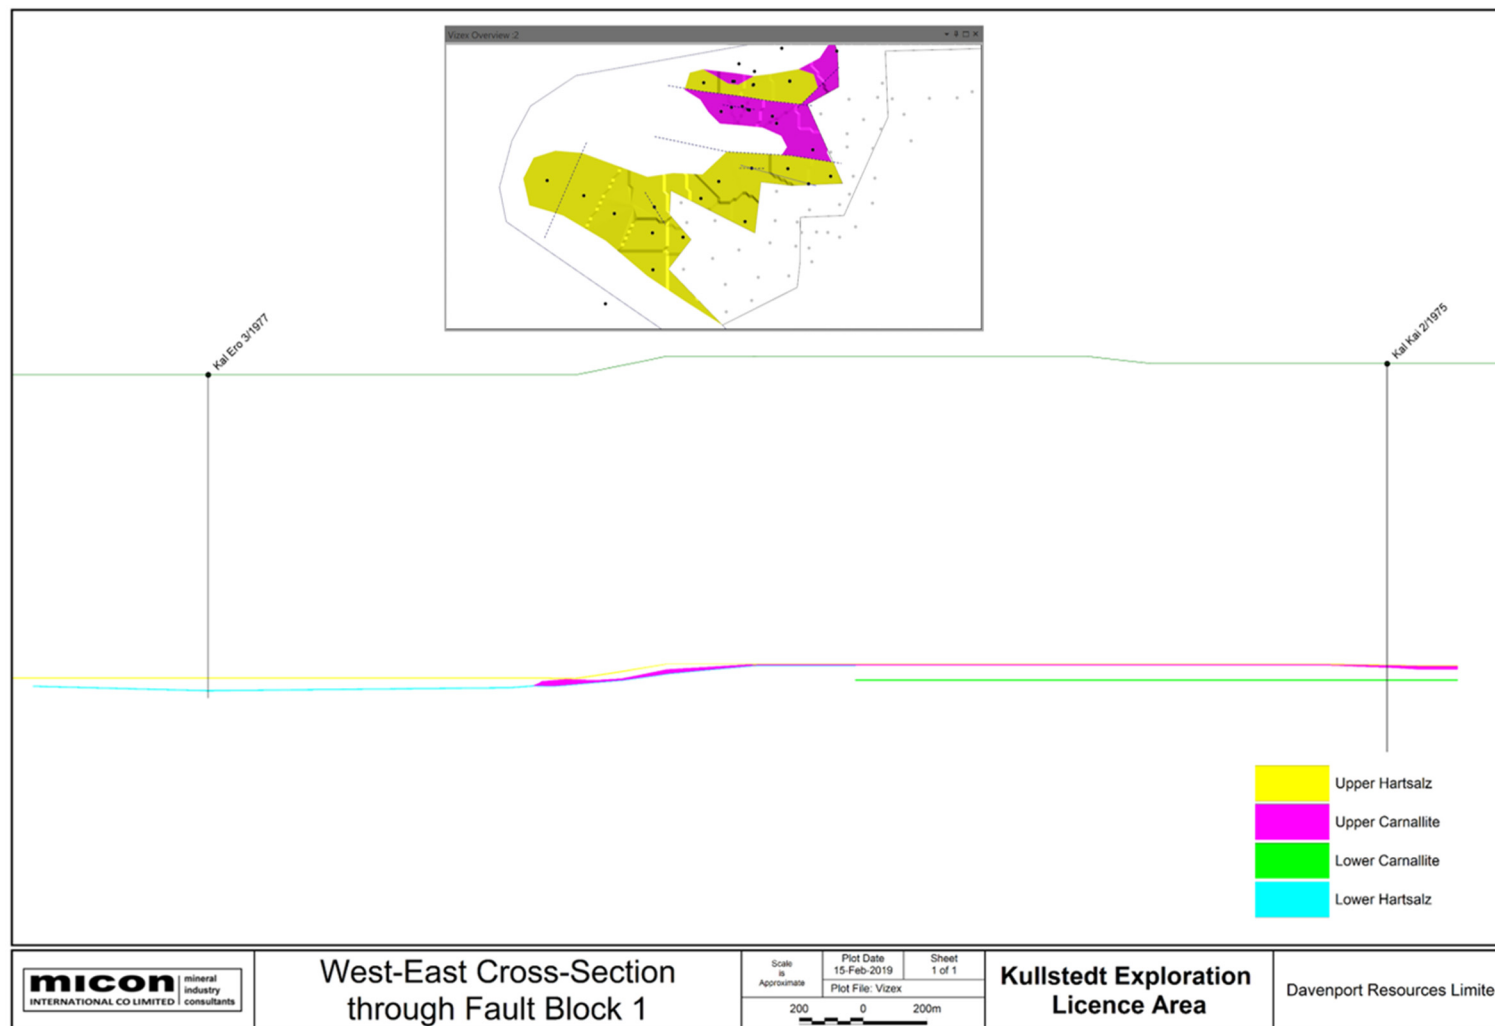 Vizex Overview :2
Kal Ero 3/1977
Kal Kai 2/1975
Upper Hartsalz
Upper Carnallite
Lower Carnallite
Lower Hartsalz
micon
INTERNATIONAL CO LIMITED
mineral
industry
consultants
West-East Cross-Section
through Fault Block 1
Scale
is
Approximate
Plot Date
15-Feb-2019
Sheet
1 of 1
Plot File: Vizex
200 0 200m
Kullstedt Exploration
Licence Area
Davenport Resources Limite